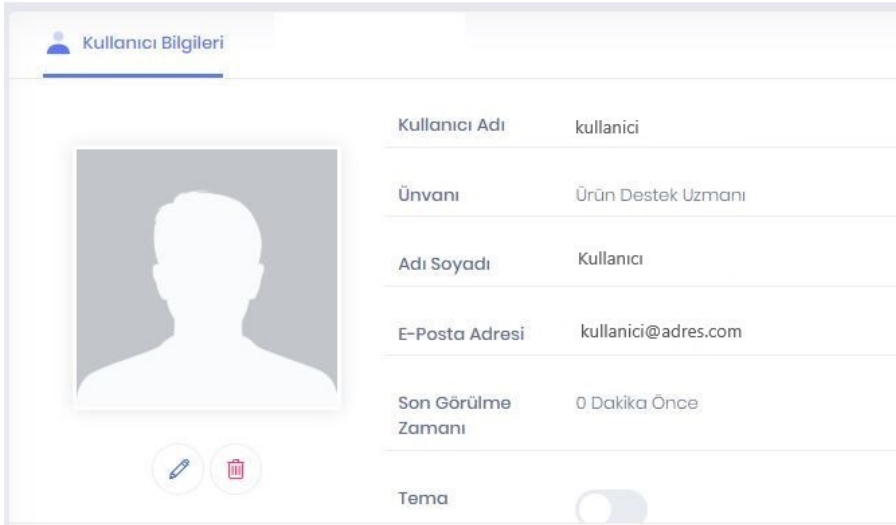 Kullanıcı Bilgileri
Kullanıcı Adı kullanici
Ünvanı Ürün Destek Uzmanı
Adı Soyadı Kullanıcı
E-Posta Adresi kullanici@adres.com
Son Görülme 0 Dakika Önce
Zamanı
Tema